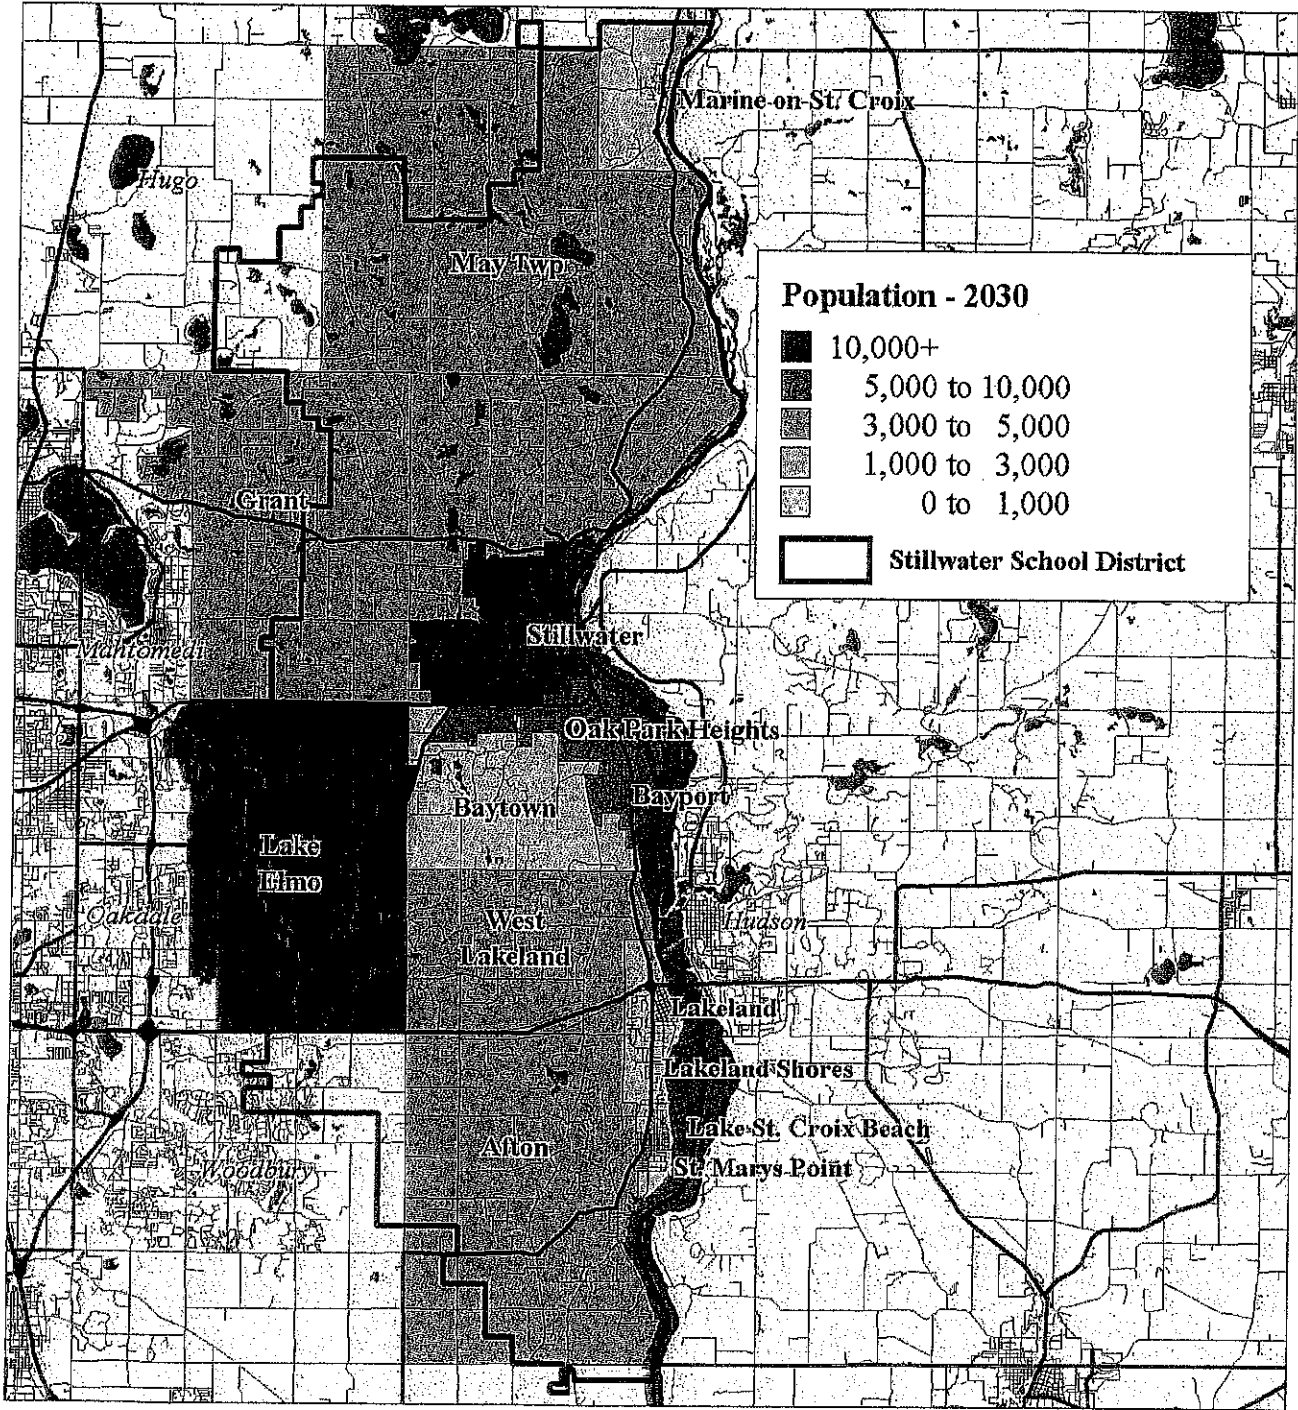 Marine-on-St. Croix
Hugo
May Twp
Population - 2030
10,000+
5,000 to 10,000
3,000 to 5,000
1,000 to 3,000
0 to 1,000
Stillwater School District
Grant
Stillwater
Mahtomedi
Oak Park Heights
Bayport
Baytown
Lake
Elmo
Oakdale
West
Lakeland
Hudson
Lakeland
Lakeland Shores
Lake St. Croix Beach
Afton
St. Marys Point
Woodbury